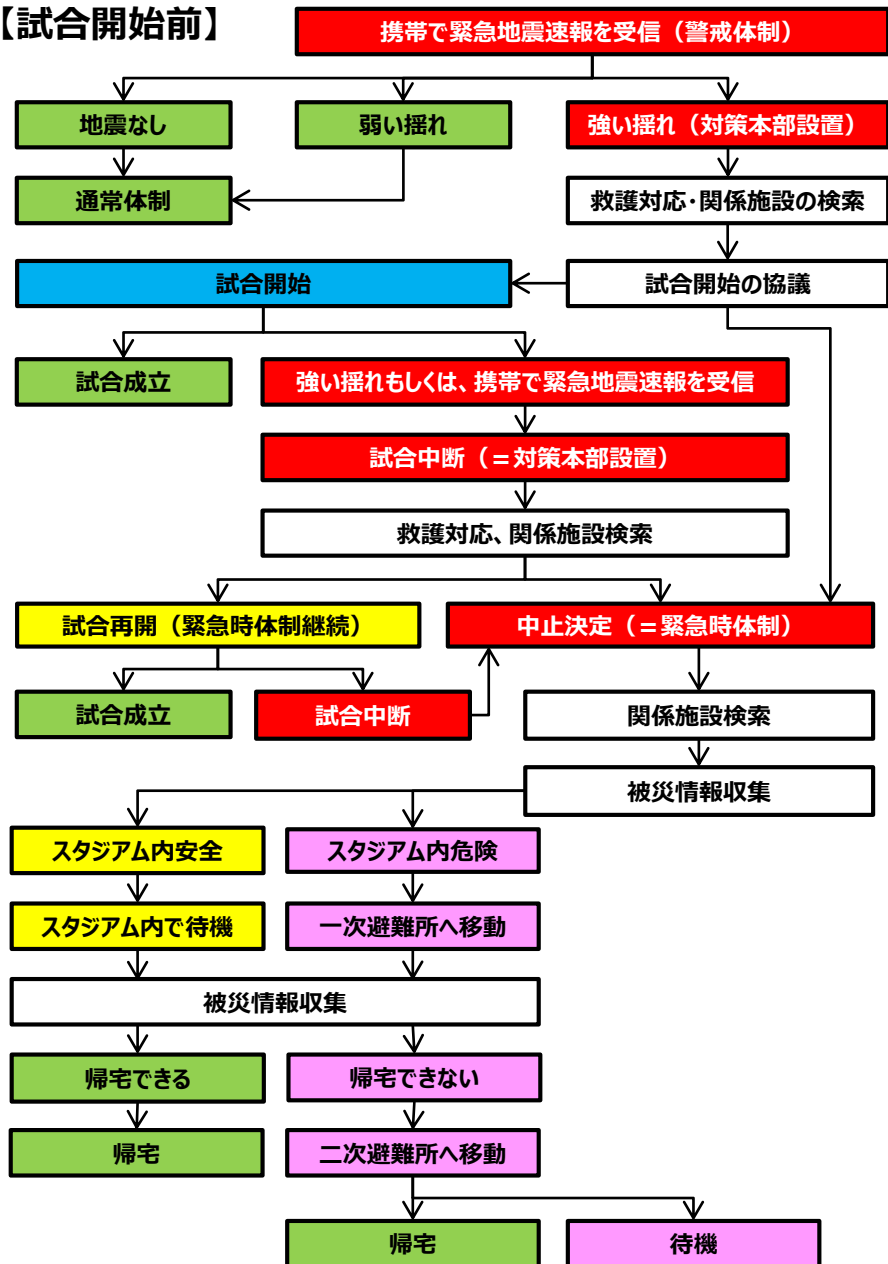 【試合開始前】
携帯で緊急地震速報を受信（警戒体制）
地震なし
弱い揺れ
強い揺れ（対策本部設置）
通常体制
救護対応・関係施設の検索
試合開始
試合開始の協議
試合成立
強い揺れもしくは、携帯で緊急地震速報を受信
試合中断（＝対策本部設置）
救護対応、関係施設検索
試合再開（緊急時体制継続）
中止決定（＝緊急時体制）
試合成立
試合中断
関係施設検索
被災情報収集
スタジアム内安全
スタジアム内危険
スタジアム内で待機
一次避難所へ移動
被災情報収集
帰宅できる
帰宅できない
帰宅
二次避難所へ移動
帰宅
待機